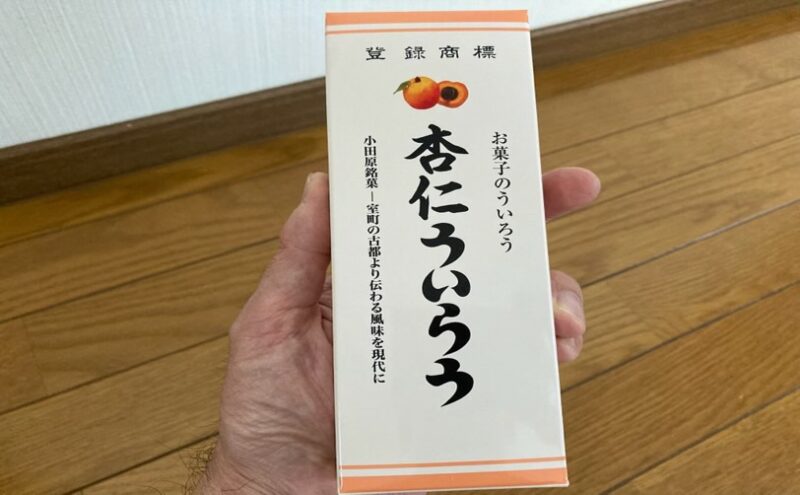 登録商標
お菓子のういろう
杏仁ういらう
小田原銘菓－室町の古都より伝わる風味を現代に